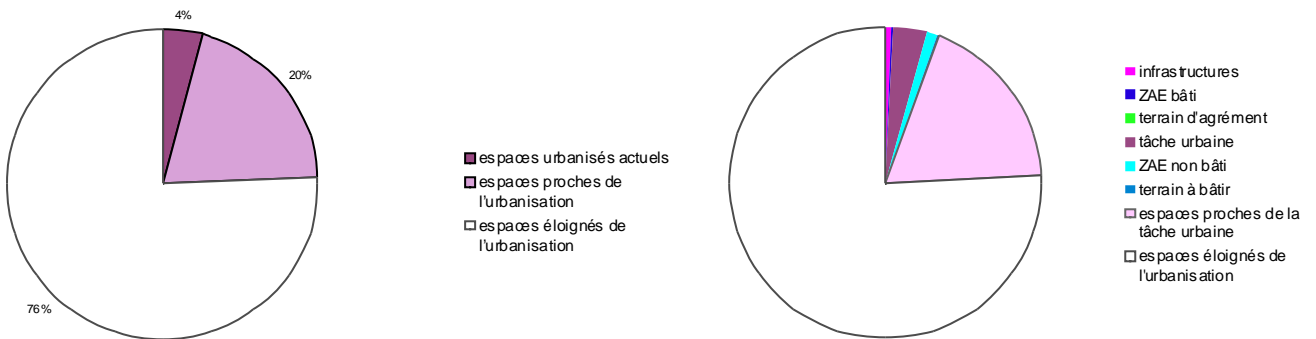 4%
20%
76%
espaces urbanisés actuels
espaces proches de
l'urbanisation
espaces éloignés de
l'urbanisation
infrastructures
ZAE bâti
terrain d'agrément
tâche urbaine
ZAE non bâti
terrain à bâtir
espaces proches de la
tâche urbaine
espaces éloignés de
l'urbanisation